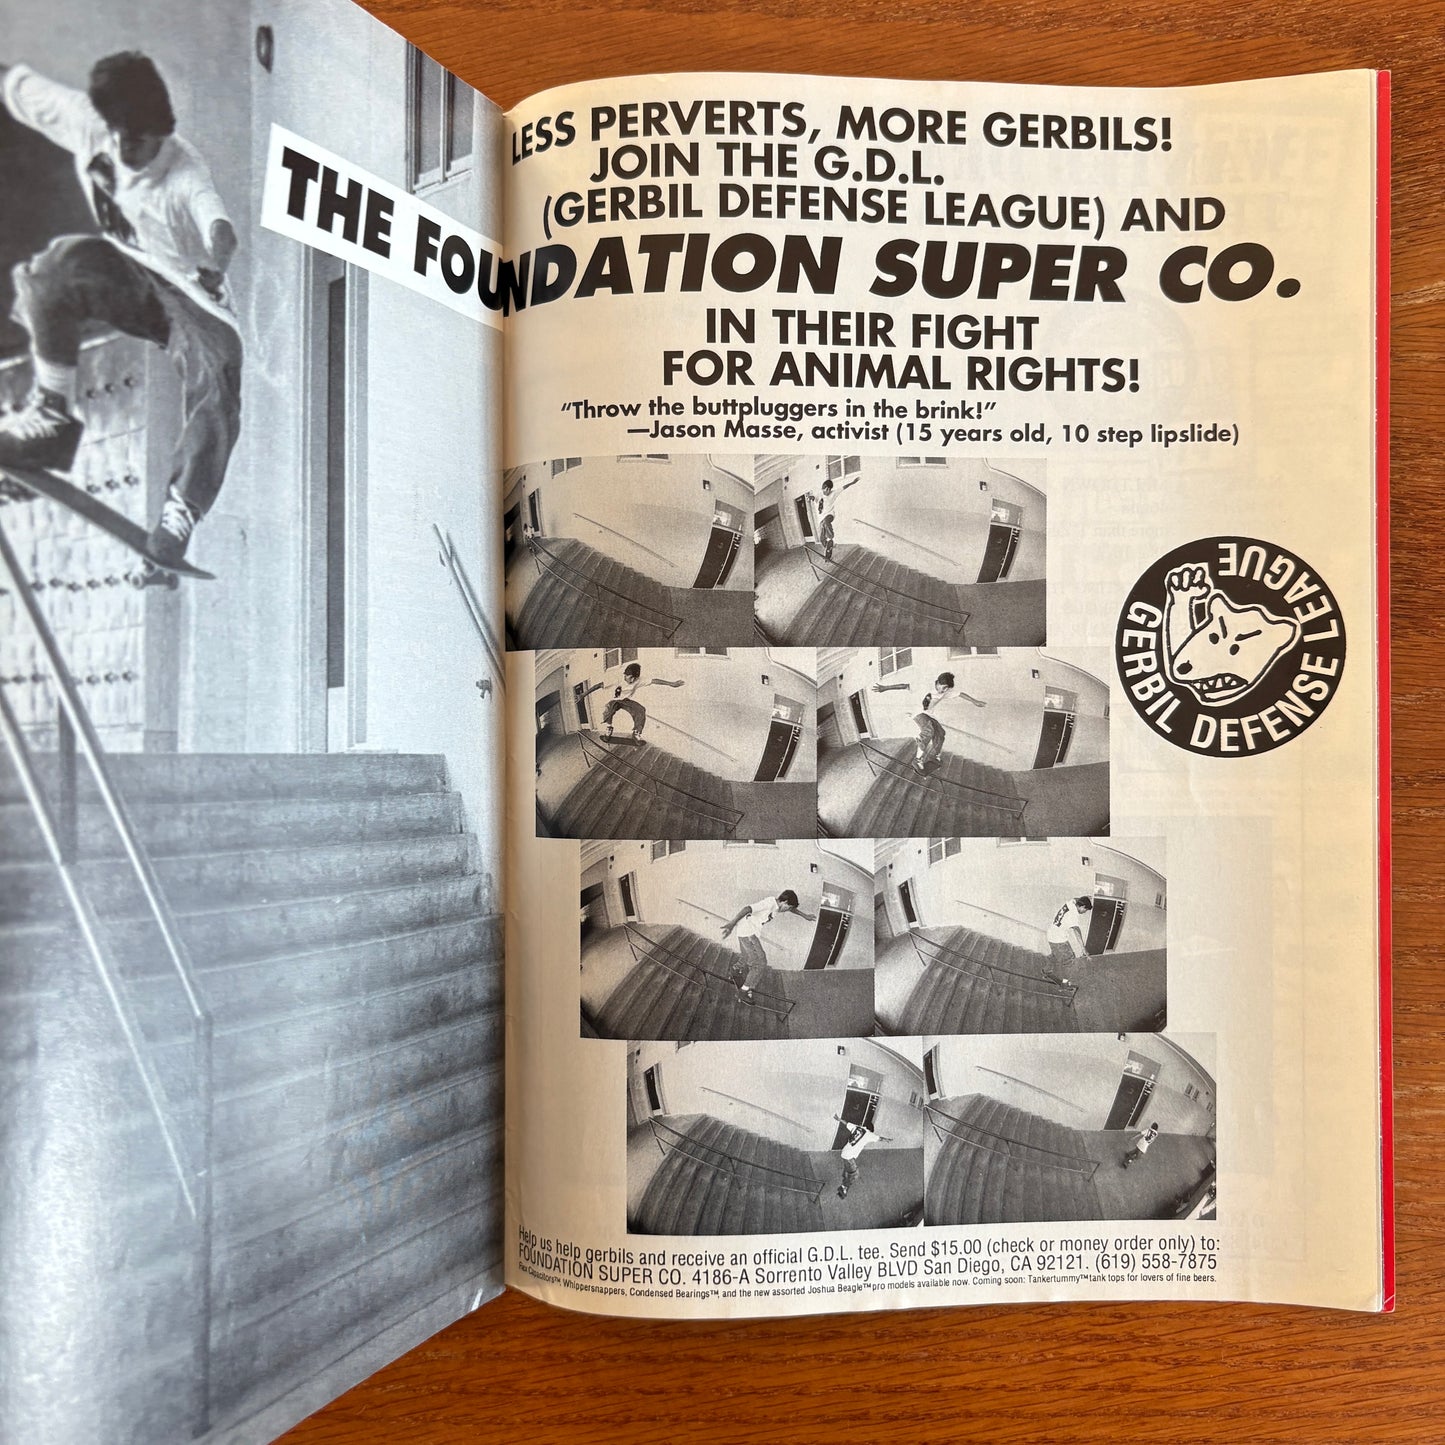 THE FOUNDATION SUPER CO.
LESS PERVERTS, MORE GERBILS!
JOIN THE G.D.L.
(GERBIL DEFENSE LEAGUE) AND
IN THEIR FIGHT
FOR ANIMAL RIGHTS!
“Throw the buttpluggers in the brink!”
—Jason Masse, activist (15 years old, 10 step lipslide)
GERBIL DEFENSE LEAGUE
Help us help gerbils and receive an official G.D.L. tee. Send $15.00 (check or money order only) to:
FOUNDATION SUPER CO. 4186-A Sorrento Valley BLVD San Diego, CA 92121. (619) 558-7875
Flex Capacitors™ Whippersnappers, Condensed Bearings™, and the new assorted Joshua Beagle™ pro models available now. Coming soon: Tankertummy™ tank tops for lovers of fine beers.